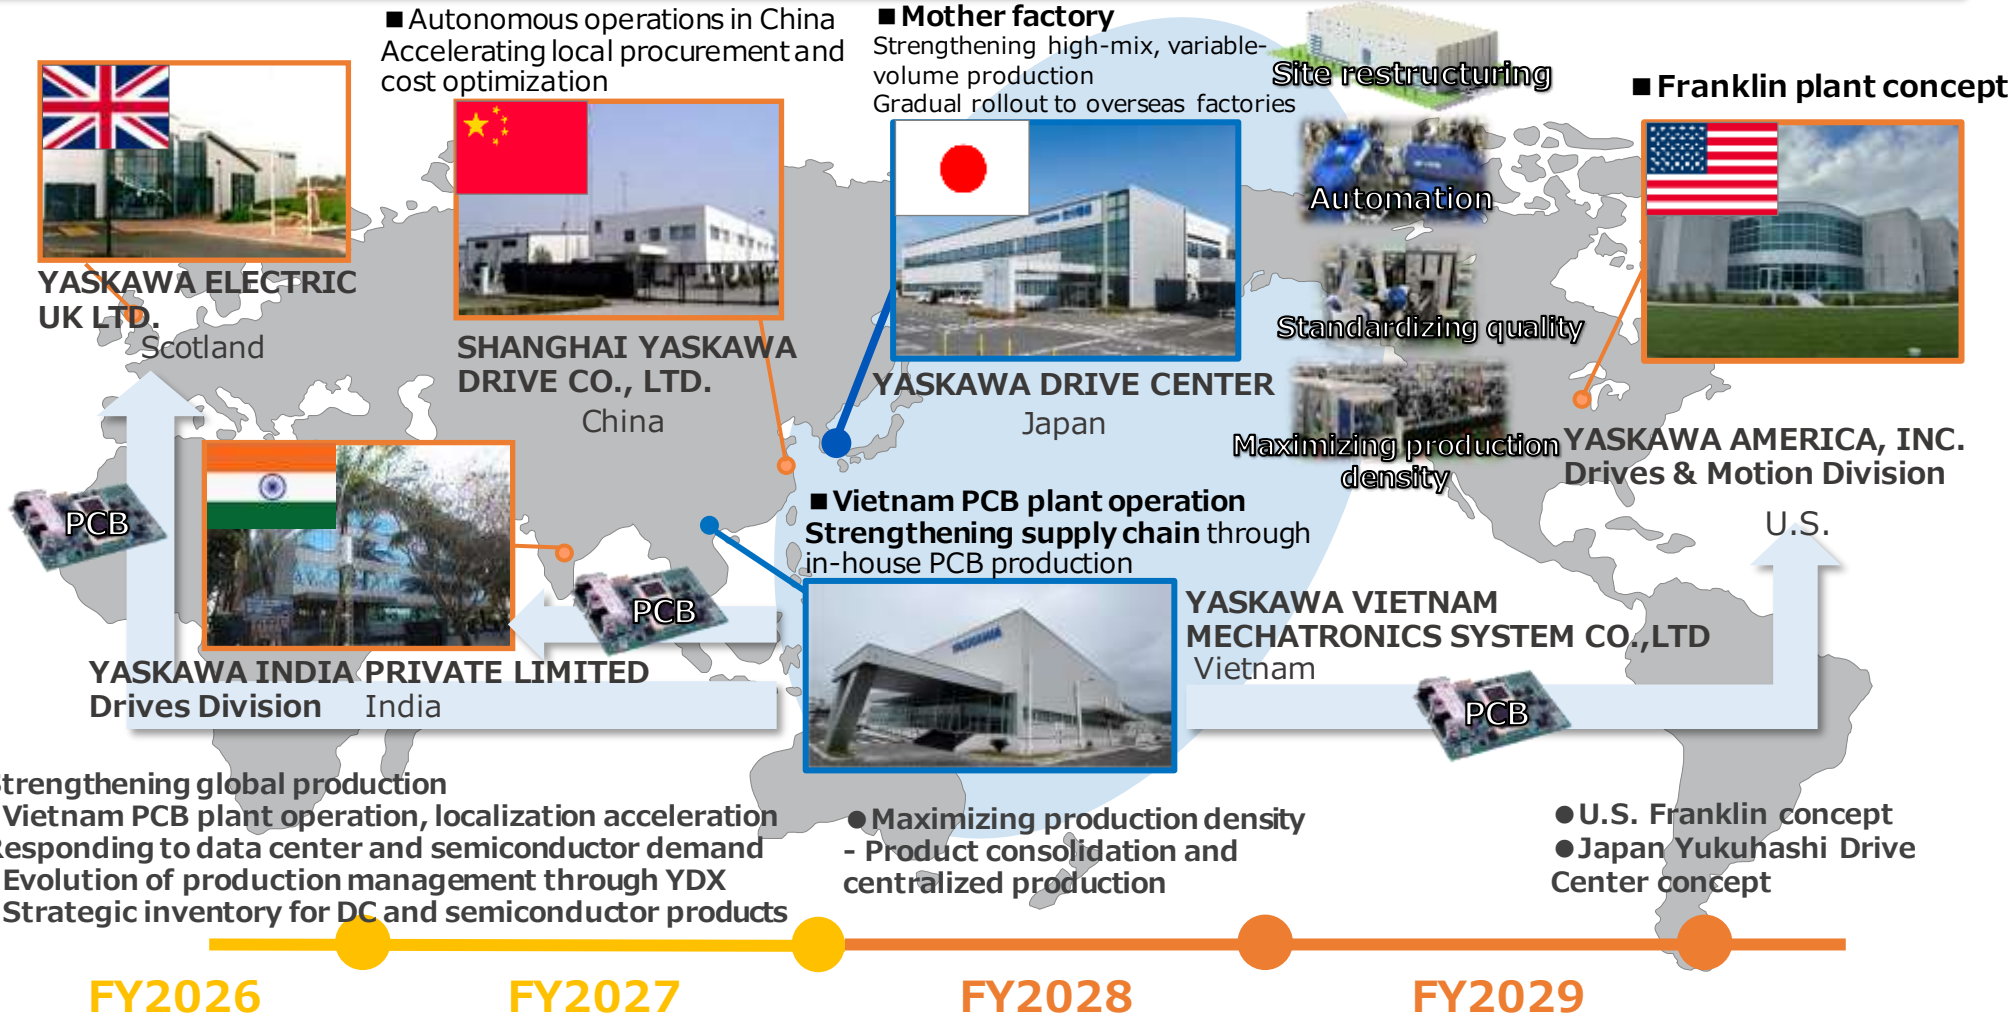 ■Autonomous operations in China
Accelerating local procurement and
cost optimization
■Mother factory
Strengthening high-mix, variable-
volume production
Gradual rollout to overseas factories
Site restructuring
■Franklin plant concept
Automation
Standardizing quality
Maximizing production
density
YASKAWA ELECTRIC
UK LTD.
Scotland
SHANGHAI YASKAWA
DRIVE CO., LTD.
China
YASKAWA DRIVE CENTER
Japan
YASKAWA AMERICA, INC.
Drives & Motion Division
U.S.
PCB
■Vietnam PCB plant operation
Strengthening supply chain through
in-house PCB production
PCB
YASKAWA
YASKAWA VIETNAM
MECHATRONICS SYSTEM CO.,LTD
Vietnam
YASKAWA INDIA PRIVATE LIMITED
Drives Division India
PCB
trengthening global production
Vietnam PCB plant operation, localization acceleration
Responding to data center and semiconductor demand
Evolution of production management through YDX
Strategic inventory for DC and semiconductor products
●Maximizing production density
- Product consolidation and
centralized production
●U.S. Franklin concept
●Japan Yukuhashi Drive
Center concept
FY2026
FY2027
FY2028
FY2029